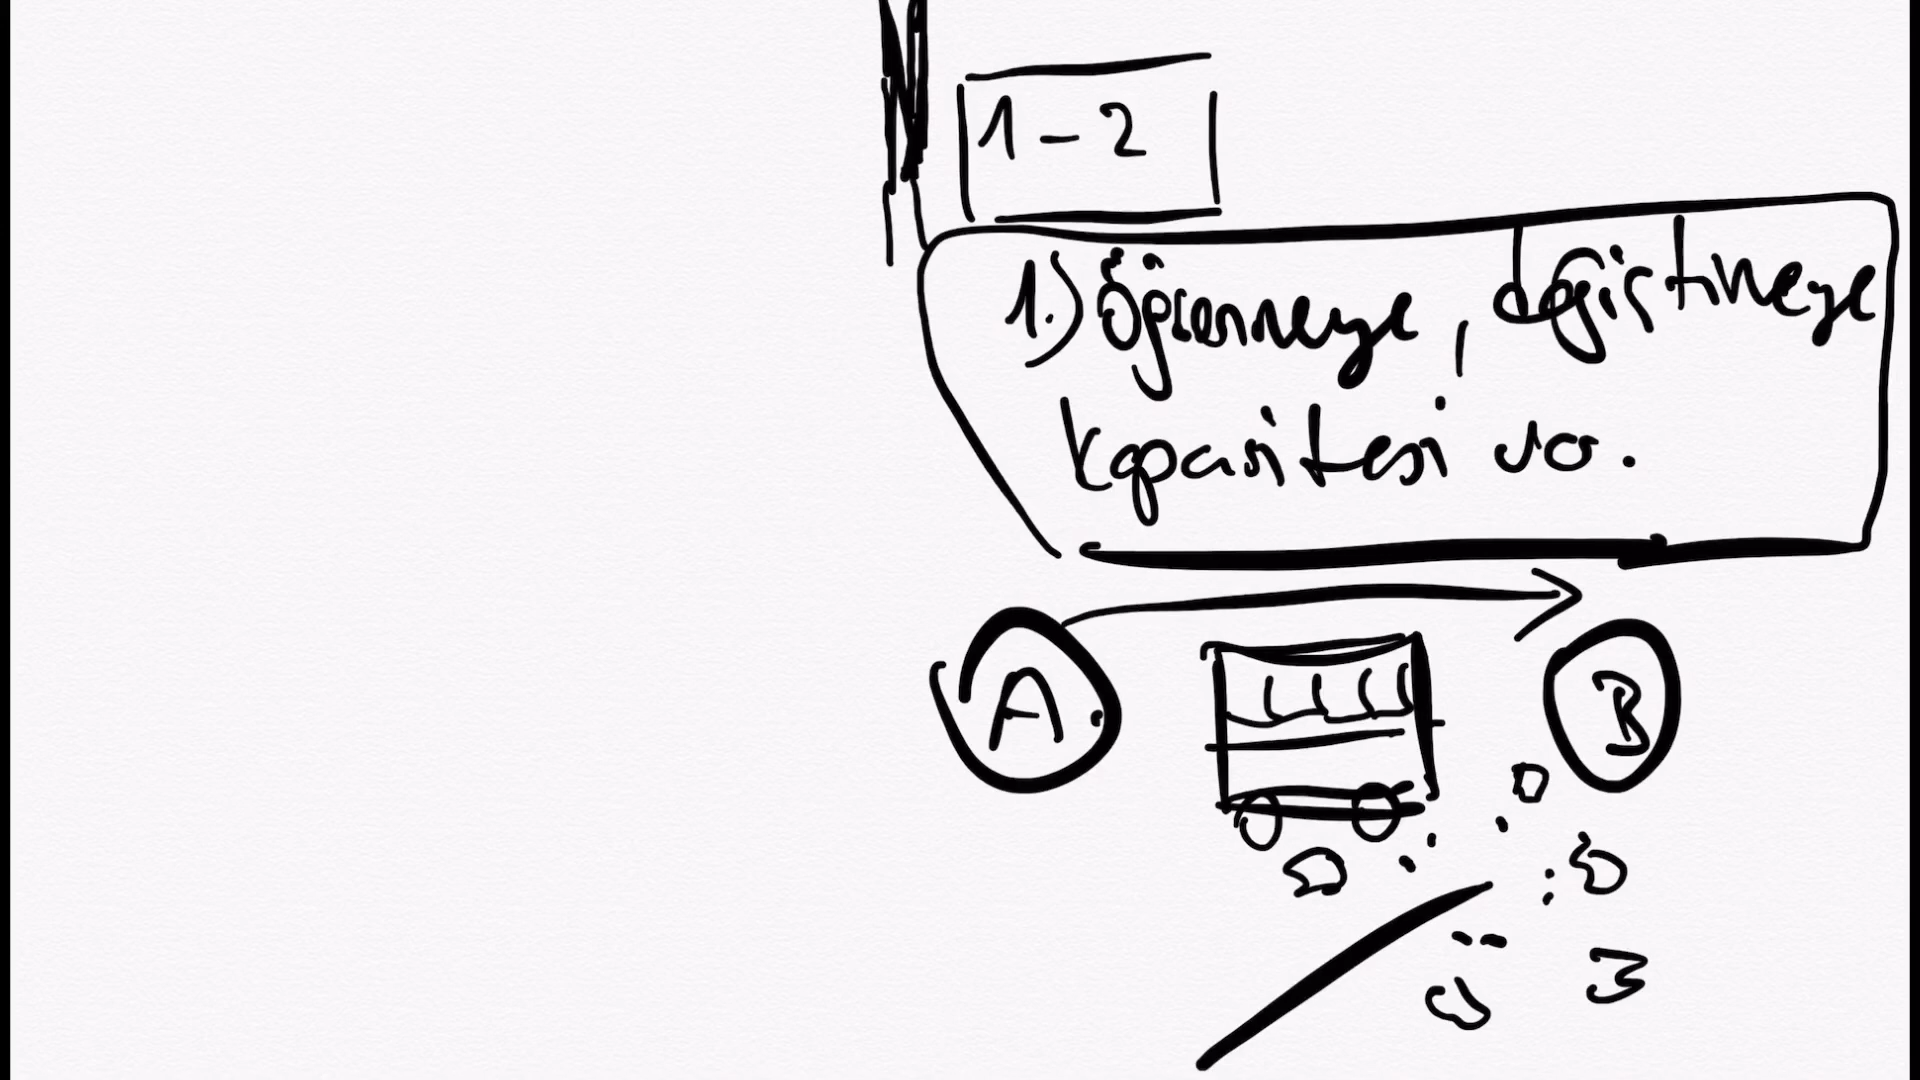 1-2
1.) Öğrenmeye, değiştirmeye
kapasitesi var.
A
B